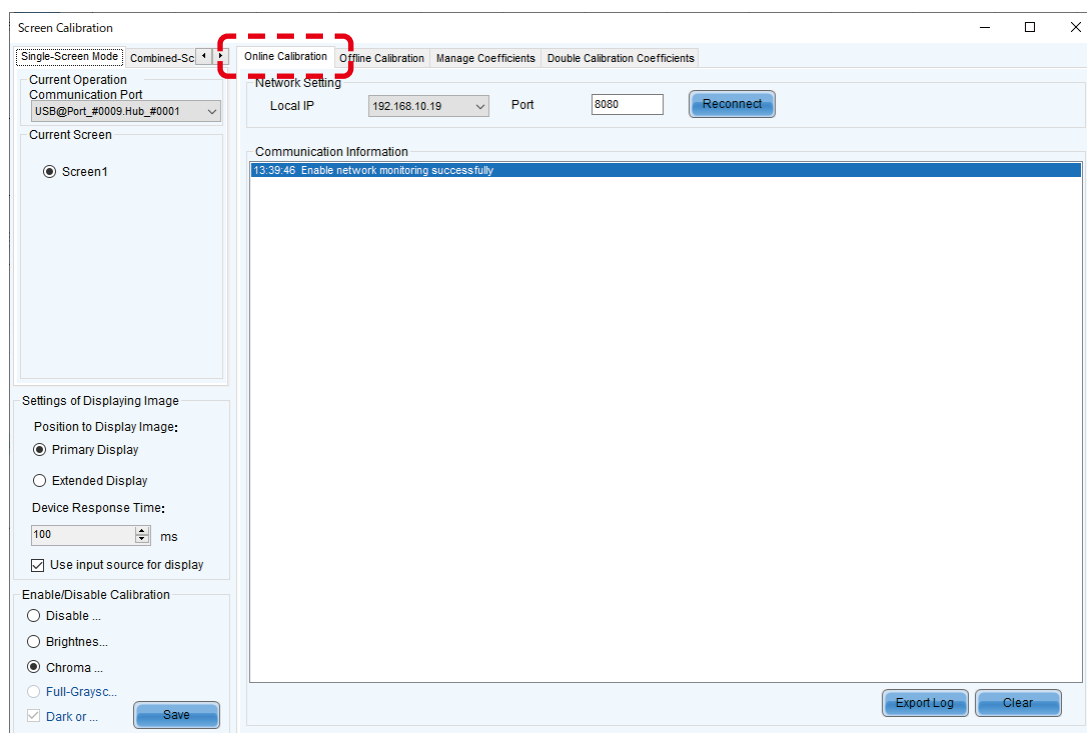 Screen Calibration
Single-Screen Mode Combined-Sc
Current Operation
Communication Port
USB@Port_#0009.Hub_#0001
Current Screen
Screen1
Settings of Displaying Image
Position to Display Image:
Primary Display
Extended Display
Device Response Time:
100 ms
Use input source for display
Enable/Disable Calibration
Disable ...
Brightnes...
Chroma ...
Full-Graysc...
Dark or ... Save
Online Calibration Offline Calibration Manage Coefficients Double Calibration Coefficients
Network Setting
Local IP 192.168.10.19 Port 8080 Reconnect
Communication Information
13:39:46 Enable network monitoring successfully
Export Log Clear